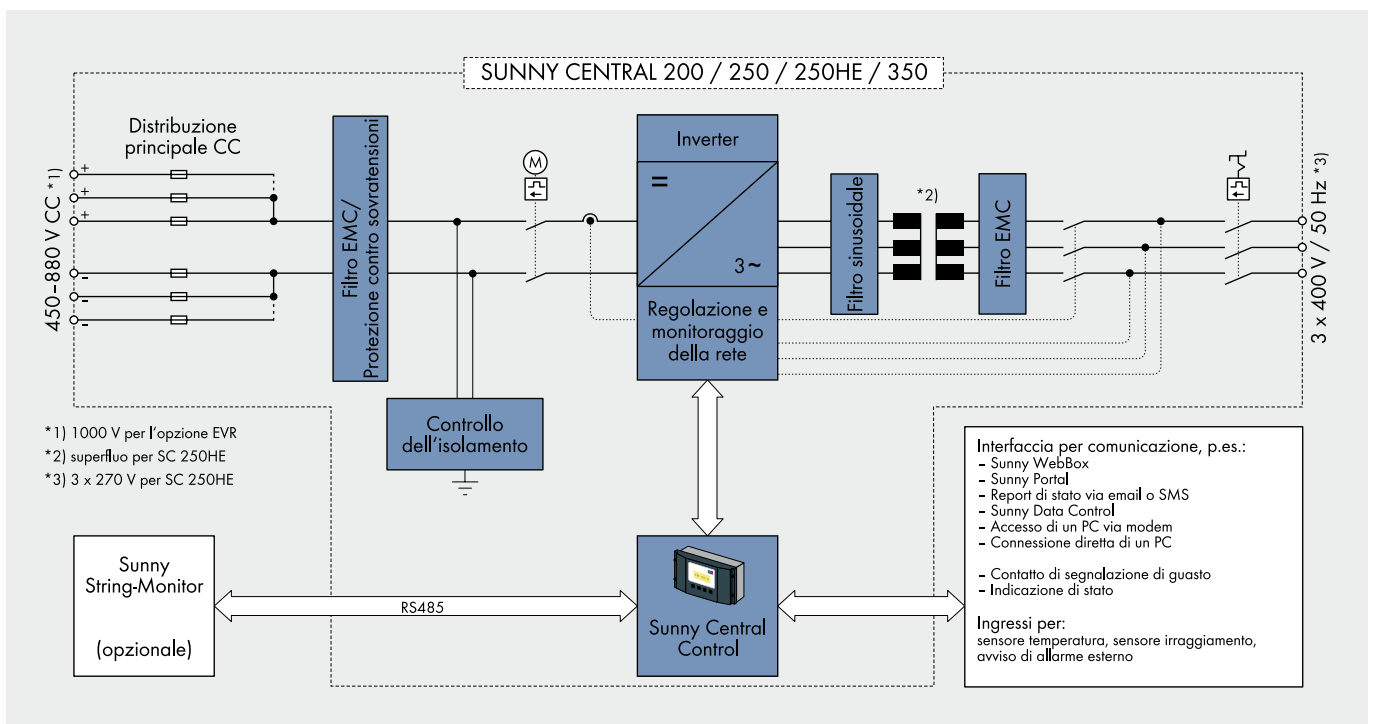 SUNNY CENTRAL 200 / 250 / 250HE / 350
Distribuzione
principale CC
450–880 V CC *1)
+
+
+
-
-
-
Filtro EMC/
Protezione contro sovratensioni
M
Inverter
=
3~
Regolazione e
monitoraggio
della rete
Filtro sinusoidale
*2)
Filtro EMC
3 x 400 V / 50 Hz *3)
Controllo
dell'isolamento
*1) 1000 V per l'opzione EVR
*2) superfluo per SC 250HE
*3) 3 x 270 V per SC 250HE
Sunny
String-Monitor
(opzionale)
RS485
Sunny Central
Control
Interfaccia per comunicazione, p.es.:
– Sunny WebBox
– Sunny Portal
– Report di stato via email o SMS
– Sunny Data Control
– Accesso di un PC via modem
– Connessione diretta di un PC
– Contatto di segnalazione di guasto
– Indicazione di stato
Ingressi per:
sensore temperatura, sensore irraggiamento,
avviso di allarme esterno